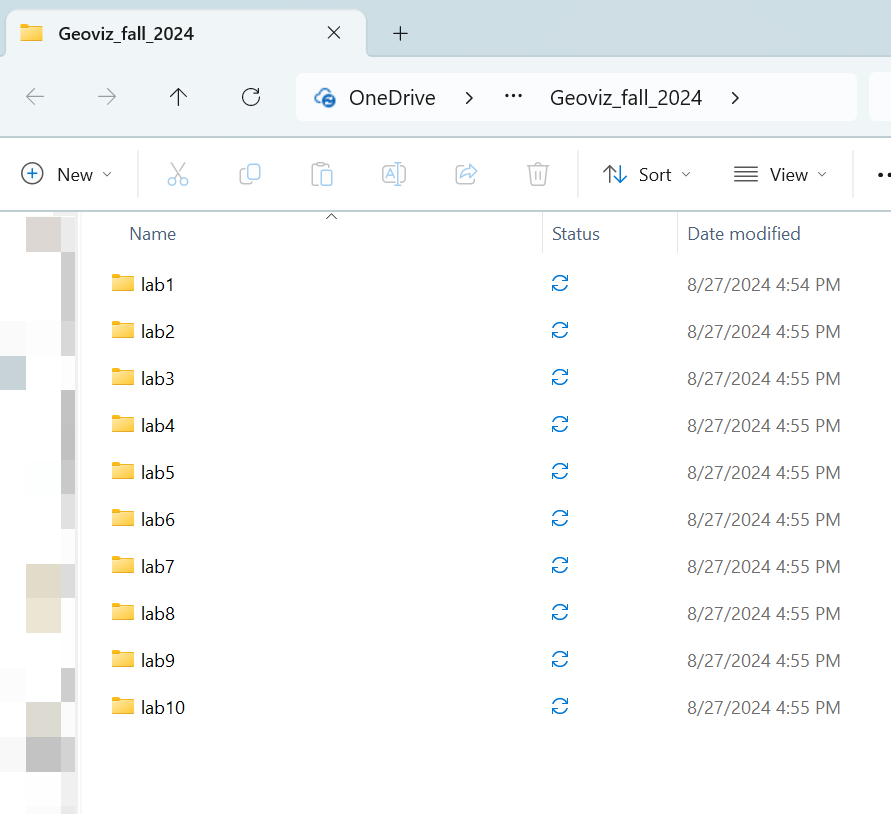 Geoviz_fall_2024
OneDrive > ... Geoviz_fall_2024 >
New Sort View
Name Status Date modified
lab1 8/27/2024 4:54 PM
lab2 8/27/2024 4:55 PM
lab3 8/27/2024 4:55 PM
lab4 8/27/2024 4:55 PM
lab5 8/27/2024 4:55 PM
lab6 8/27/2024 4:55 PM
lab7 8/27/2024 4:55 PM
lab8 8/27/2024 4:55 PM
lab9 8/27/2024 4:55 PM
lab10 8/27/2024 4:55 PM